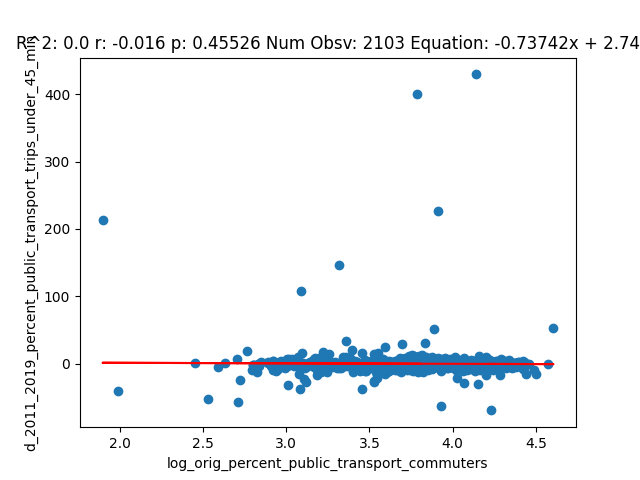 R^2: 0.0 r: -0.016 p: 0.45526 Num Obsv: 2103 Equation: -0.73742x + 2.74
d_2011_2019_percent_public_transport_trips_under_45_min
400
300
200
100
0
2.0 2.5 3.0 3.5 4.0 4.5
log_orig_percent_public_transport_commuters